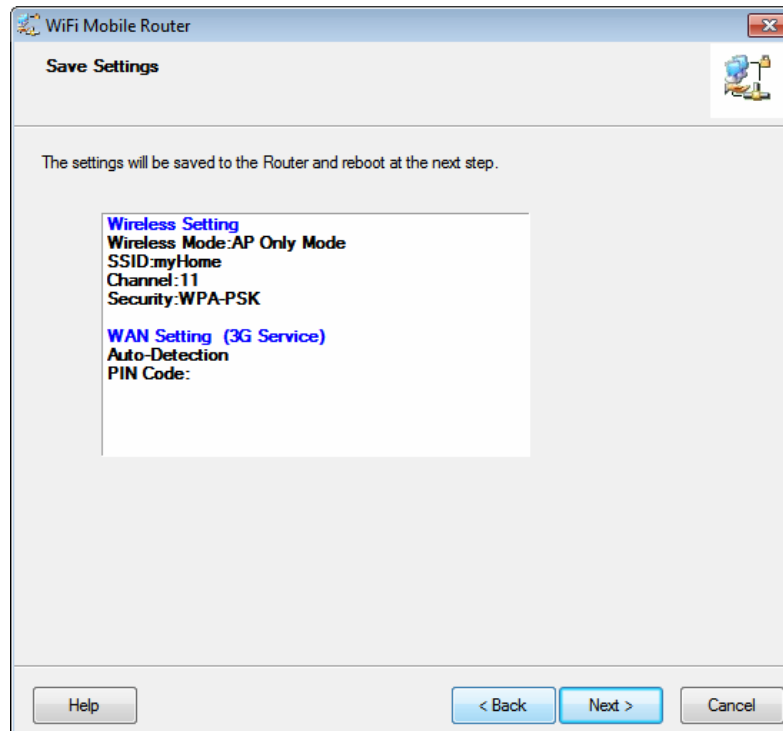 WiFi Mobile Router
Save Settings
The settings will be saved to the Router and reboot at the next step.
Wireless Setting
Wireless Mode:AP Only Mode
SSID:myHome
Channel:11
Security:WPA-PSK
WAN Setting (3G Service)
Auto-Detection
PIN Code:
Help
< Back
Next >
Cancel